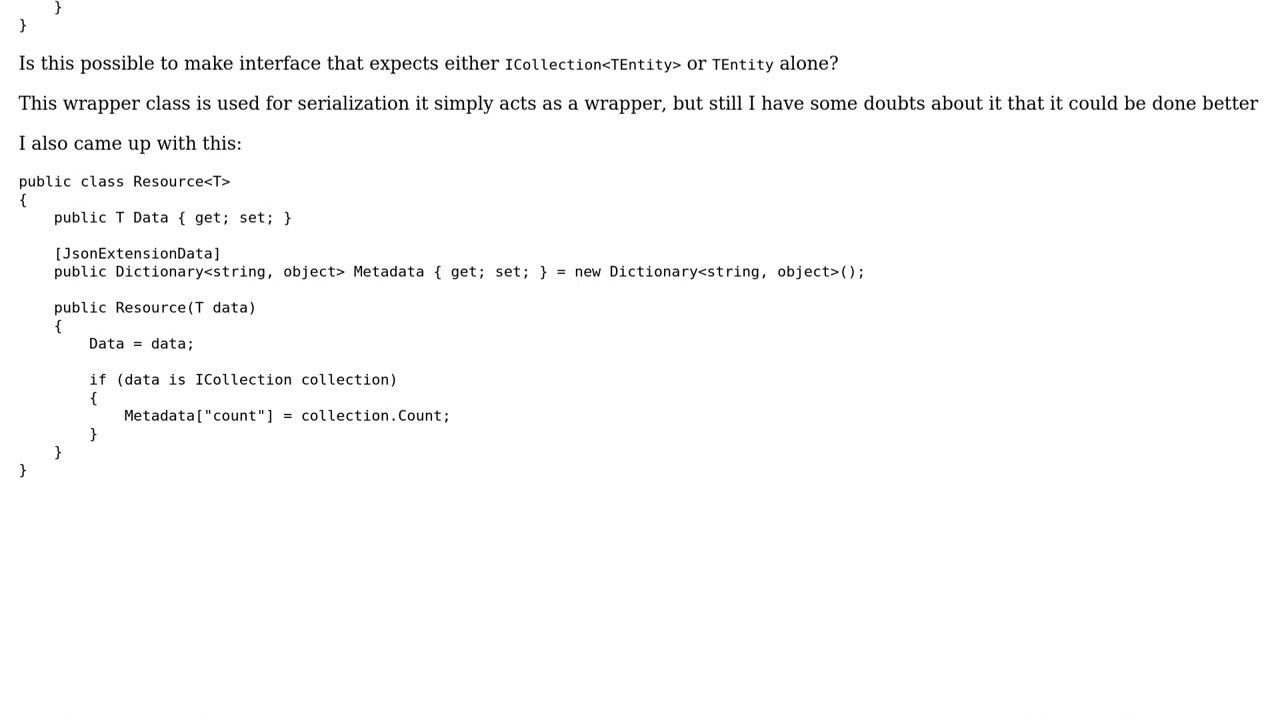 }
}
Is this possible to make interface that expects either ICollection<TEntity> or TEntity alone?
This wrapper class is used for serialization it simply acts as a wrapper, but still I have some doubts about it that it could be done better
I also came up with this:
public class Resource<T>
{
    public T Data { get; set; }
    [JsonExtensionData]
    public Dictionary<string, object> Metadata { get; set; } = new Dictionary<string, object>();
    public Resource(T data)
    {
        Data = data;
        if (data is ICollection collection)
        {
            Metadata["count"] = collection.Count;
        }
    }
}